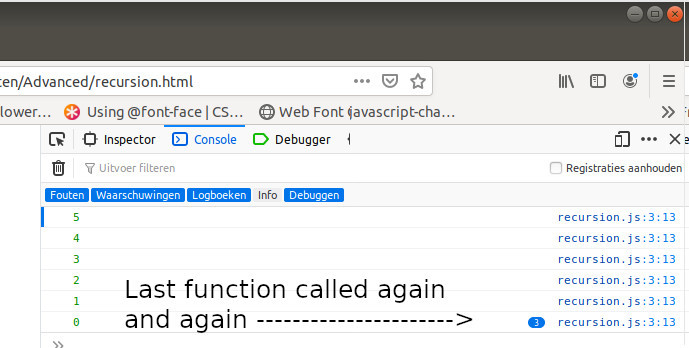 ten/Advanced/recursion.html
lower… Using @font-face | CS… Web Font (javascript-cha…
Inspector Console Debugger
Uitvoer filteren Registraties aanhouden
Fouten Waarschuwingen Logboeken Info Debuggen
5 recursion.js:3:13
4 recursion.js:3:13
3 recursion.js:3:13
2 recursion.js:3:13
1 recursion.js:3:13
0 3 recursion.js:3:13
Last function called again
and again ---------------------->